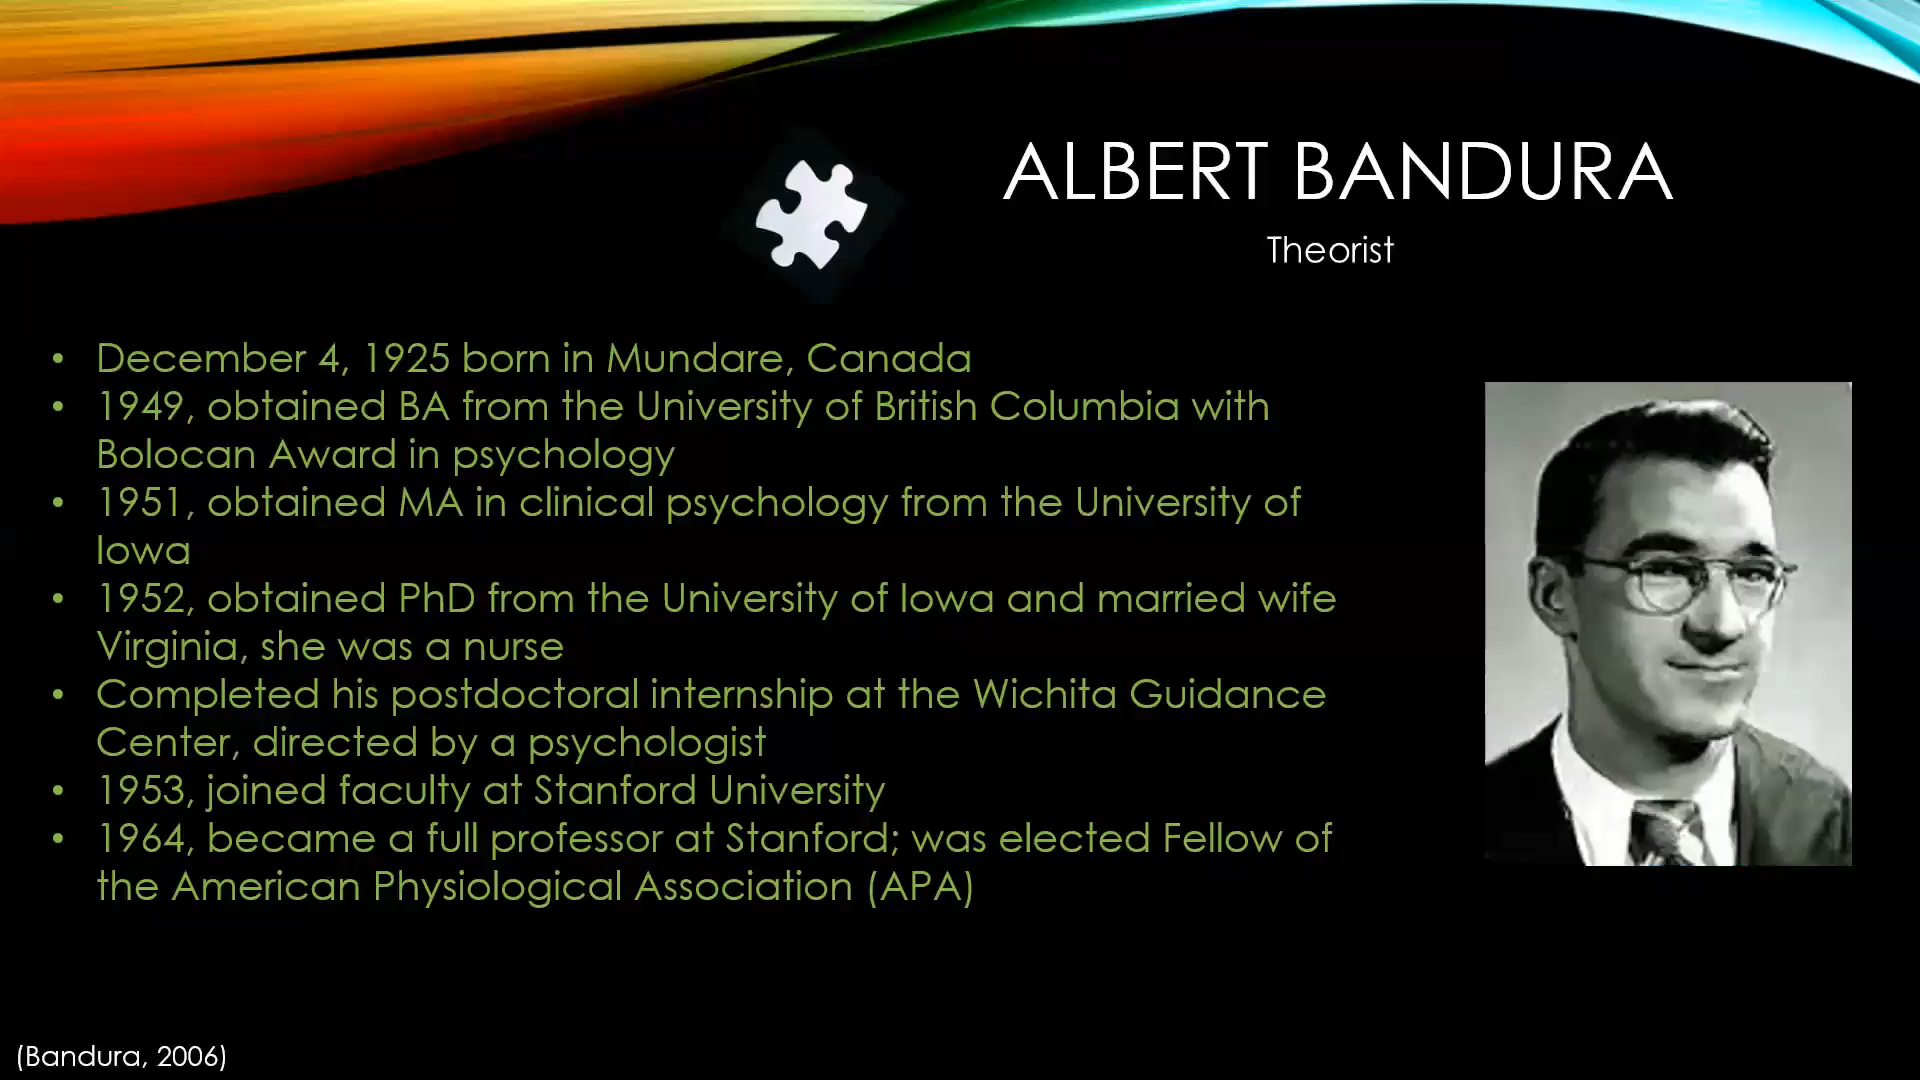 ALBERT BANDURA
Theorist
• December 4, 1925 born in Mundare, Canada
• 1949, obtained BA from the University of British Columbia with
Bolocan Award in psychology
• 1951, obtained MA in clinical psychology from the University of
Iowa
• 1952, obtained PhD from the University of Iowa and married wife
Virginia, she was a nurse
• Completed his postdoctoral internship at the Wichita Guidance
Center, directed by a psychologist
• 1953, joined faculty at Stanford University
• 1964, became a full professor at Stanford; was elected Fellow of
the American Physiological Association (APA)
(Bandura, 2006)